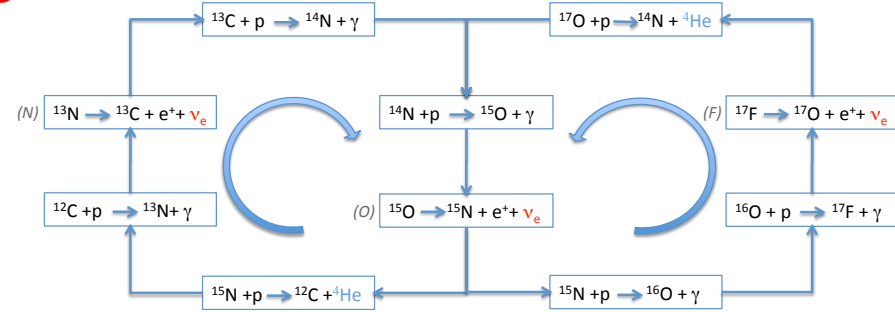 ¹³C + p → ¹⁴N + γ
¹⁷O +p → ¹⁴N + ⁴He
(N) ¹³N → ¹³C + e⁺+ νₑ
¹⁴N +p → ¹⁵O + γ
(F) ¹⁷F → ¹⁷O + e⁺+ νₑ
¹²C +p → ¹³N+ γ
(O) ¹⁵O → ¹⁵N + e⁺+ νₑ
¹⁶O + p → ¹⁷F + γ
¹⁵N +p → ¹²C +⁴He
¹⁵N +p → ¹⁶O + γ